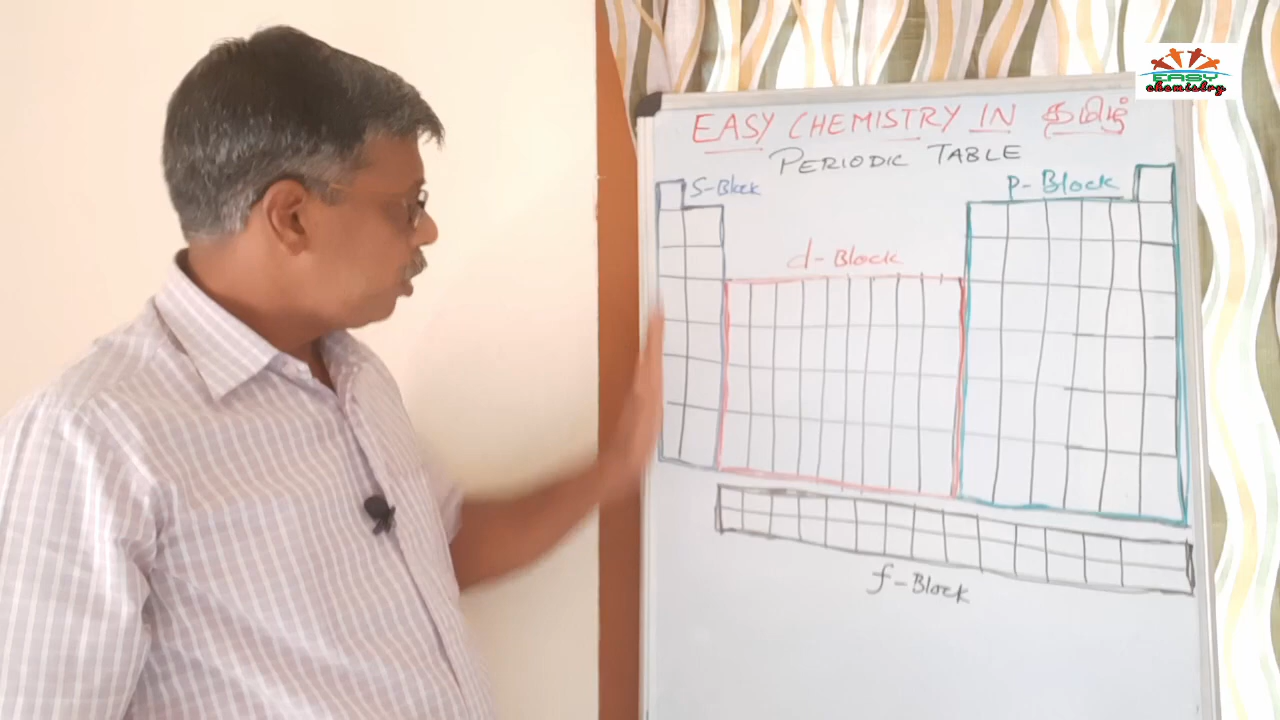 EASY chemistry
EASY CHEMISTRY IN தமிழ்
PERIODIC TABLE
S-Block
P-Block
d-Block
f-Block